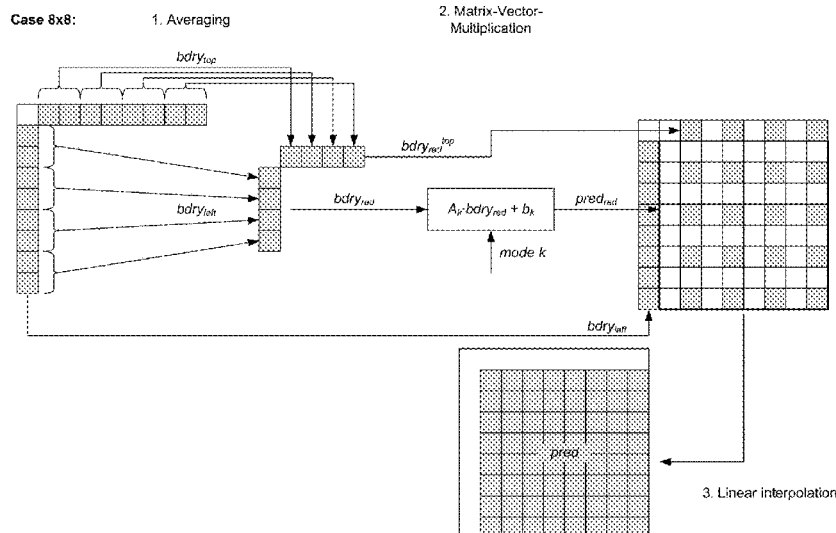 Case 8x8:
1. Averaging
2. Matrix-Vector-
Multiplication
bdry_top
bdry_red^top
bdry_left
bdry_red
A_k·bdry_red + b_k
pred_red
mode k
bdry_left
pred
3. Linear interpolation